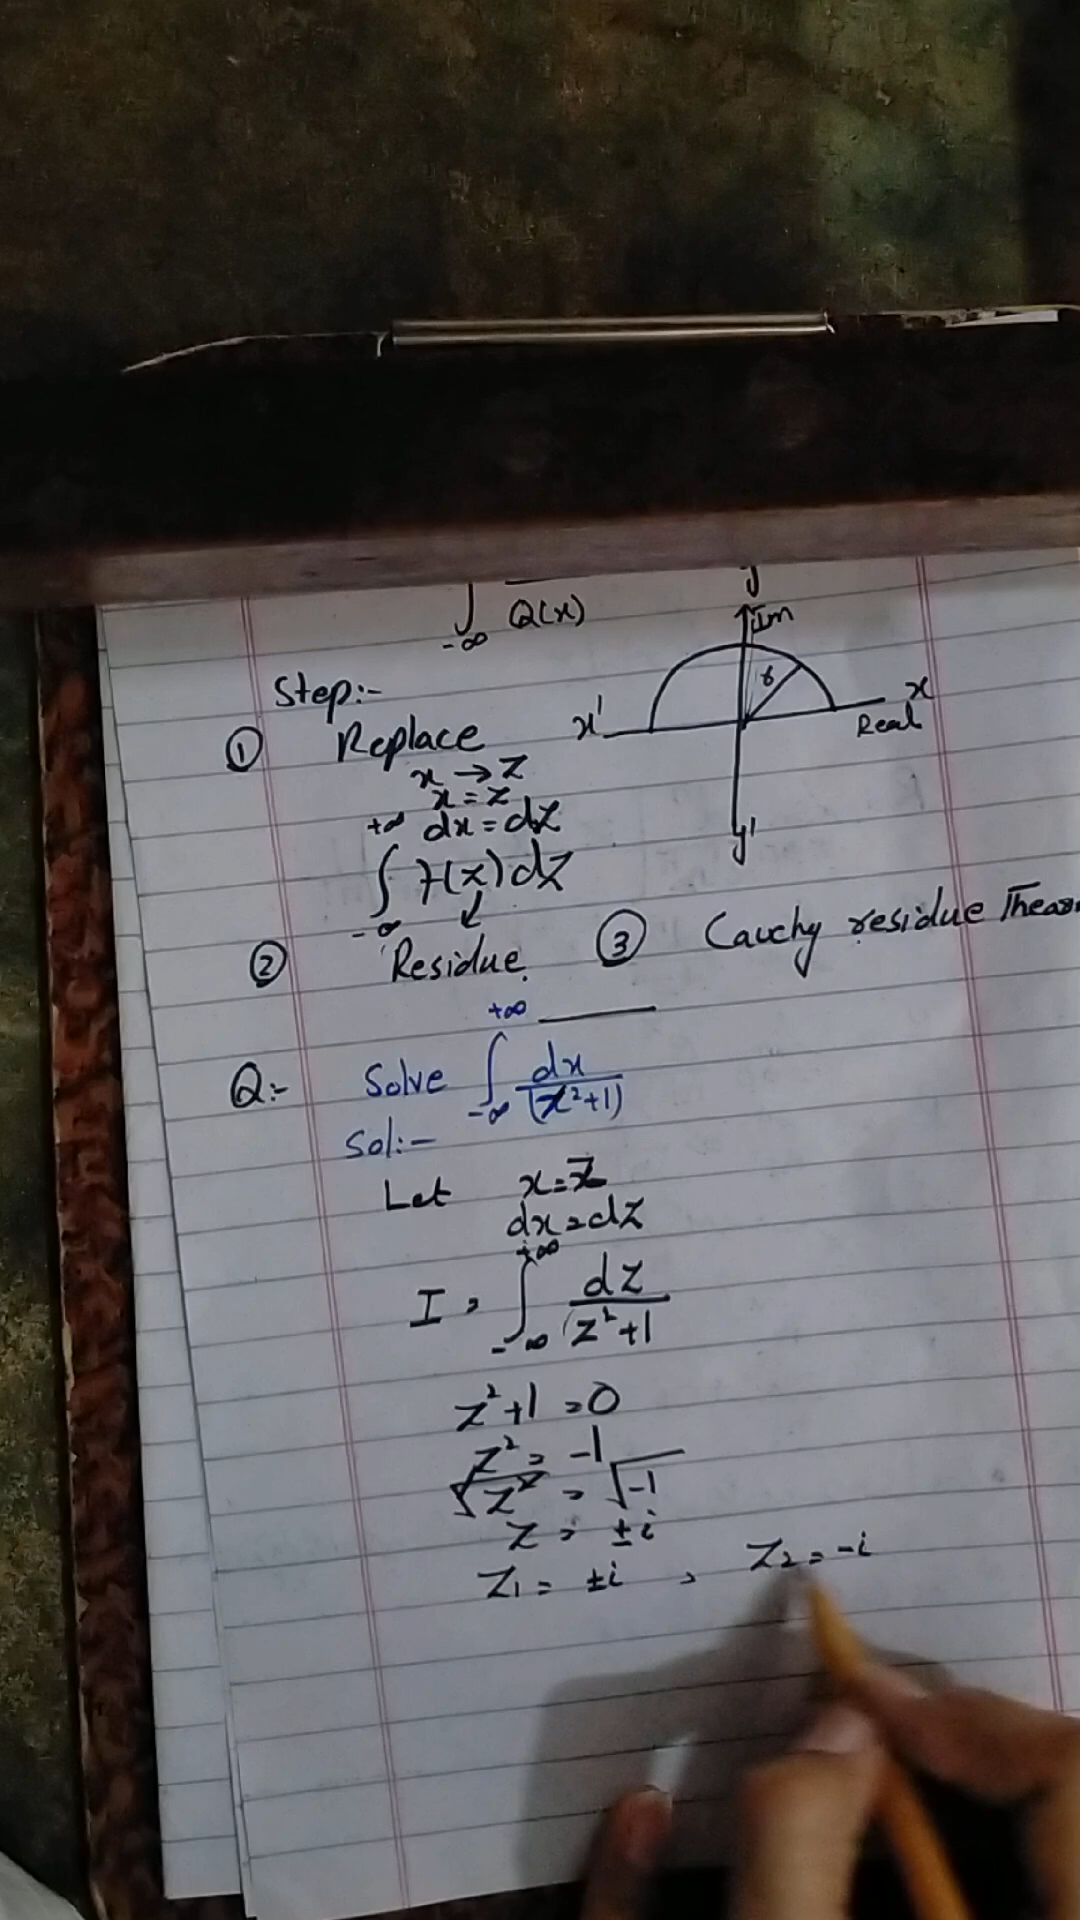 ∫ Q(x)
-∞
y
Im
Step:-
x' r x
Real
① Replace
x → z
x = z
dx = dz
y'
+∞
∫ f(x) dz
-∞
② Residue. ③ Cauchy residue Theor
Q:- Solve ∫_{-∞}^{+∞} dx/(x²+1)
Sol:-
Let x = z
dx = dz
I = ∫_{-∞}^{+∞} dz/(z²+1
z²+1 = 0
z² = -1
√z² = √-1
z = ±i
z₁ = ±i , z₂ = -i